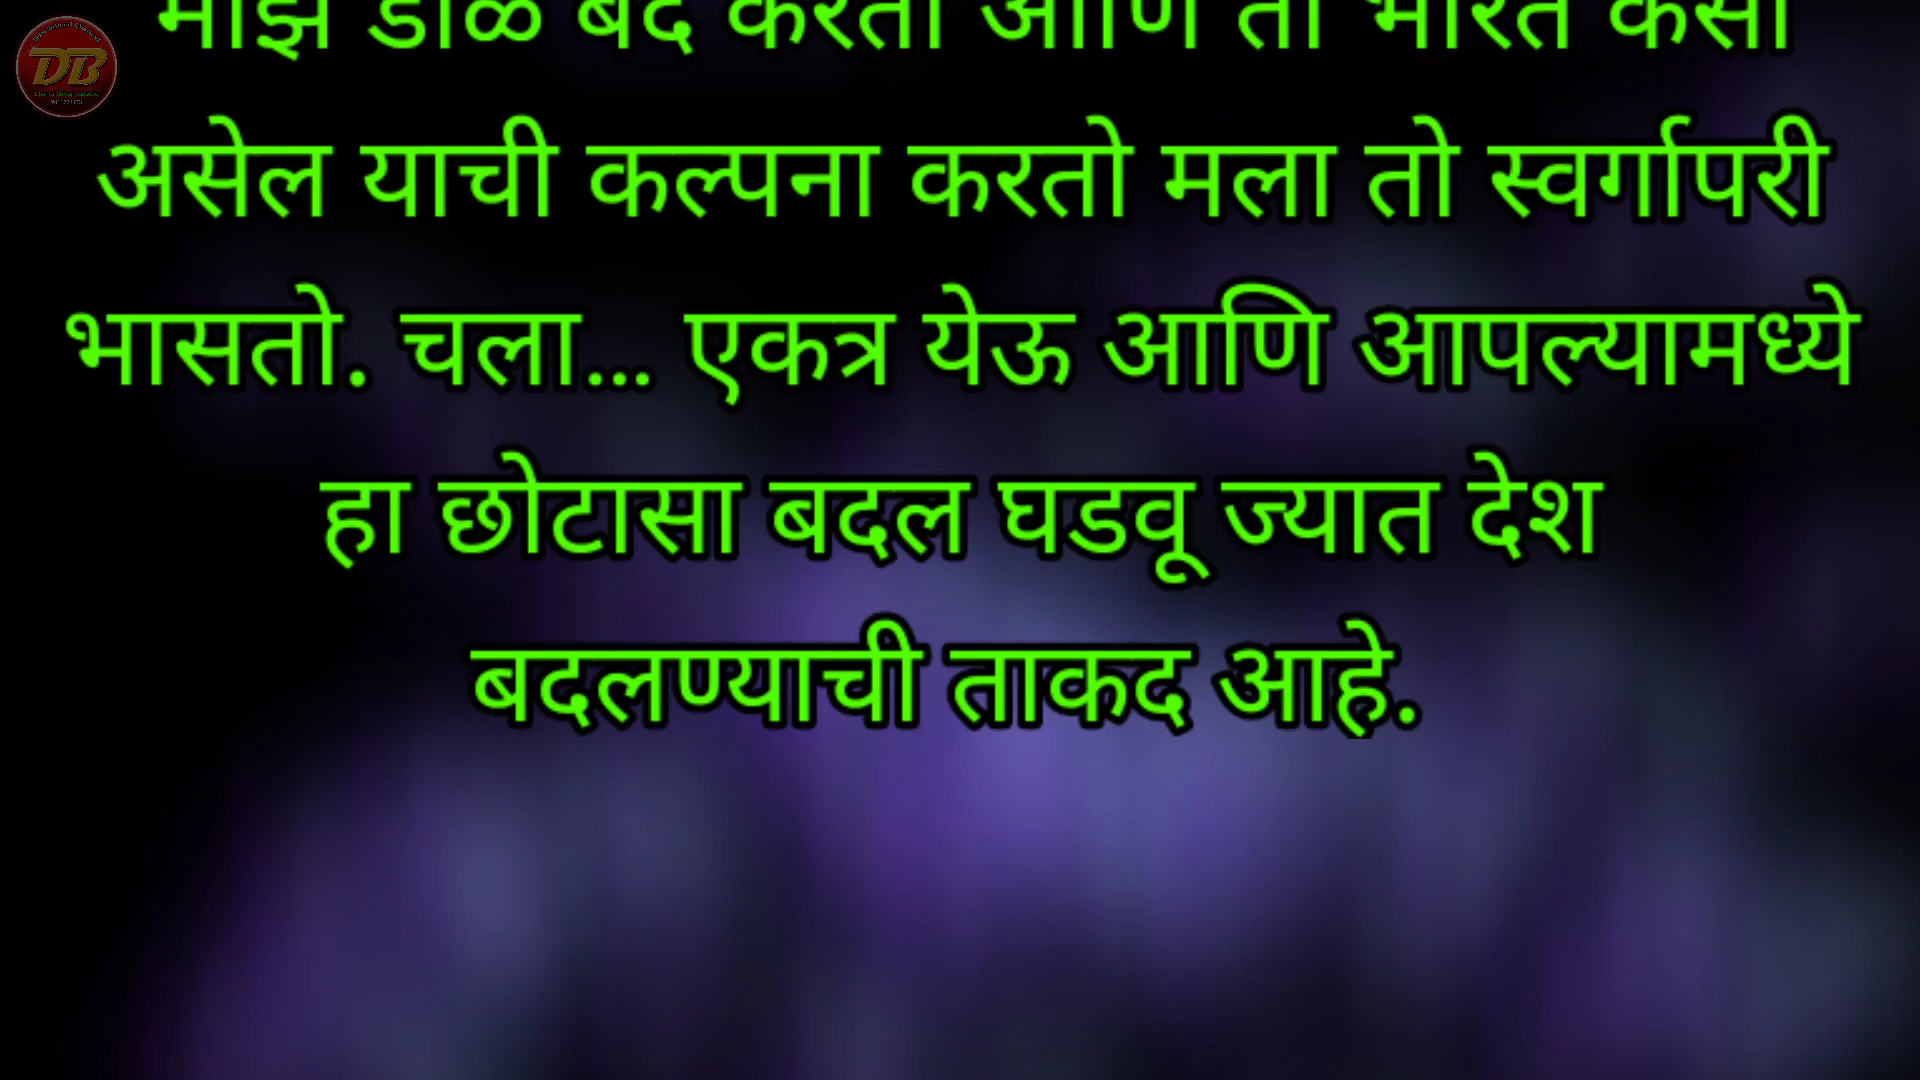 माझे डोळे बंद करतो आणि तो भारत कसा
असेल याची कल्पना करतो मला तो स्वर्गापरी
भासतो. चला... एकत्र येऊ आणि आपल्यामध्ये
हा छोटासा बदल घडवू ज्यात देश
बदलण्याची ताकद आहे.
DB